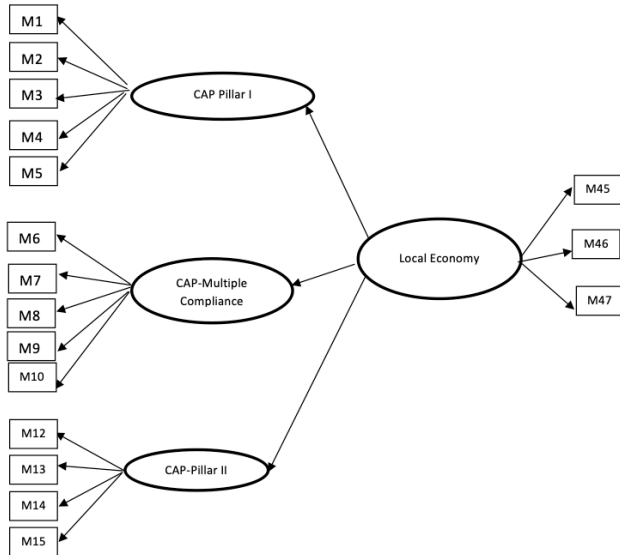 M1
M2
M3
M4
M5
CAP Pillar I
M6
M7
M8
M9
M10
CAP-Multiple
Compliance
Local Economy
M45
M46
M47
M12
M13
M14
M15
CAP-Pillar II